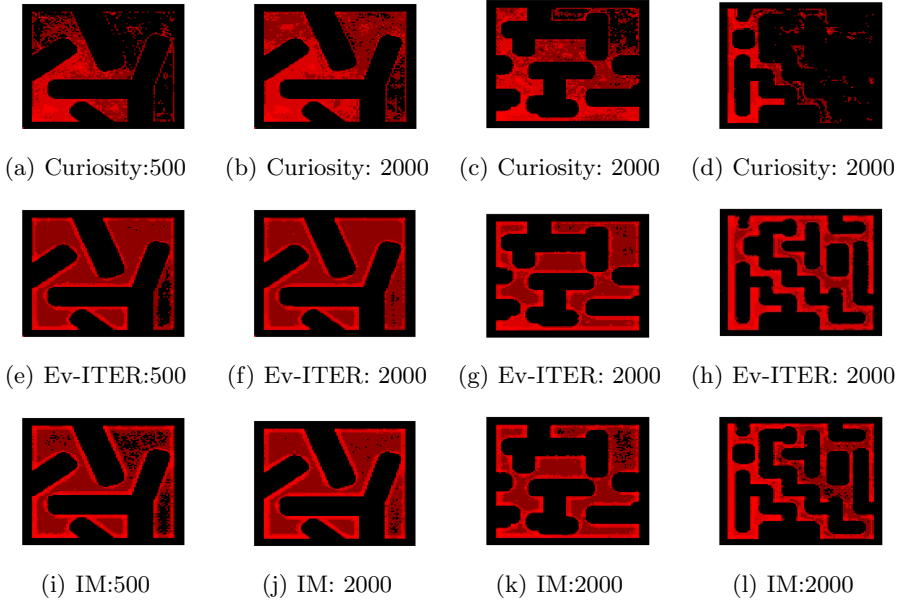 (a) Curiosity:500 (b) Curiosity: 2000 (c) Curiosity: 2000 (d) Curiosity: 2000
(e) Ev-ITER:500 (f) Ev-ITER: 2000 (g) Ev-ITER: 2000 (h) Ev-ITER: 2000
(i) IM:500 (j) IM: 2000 (k) IM:2000 (l) IM:2000